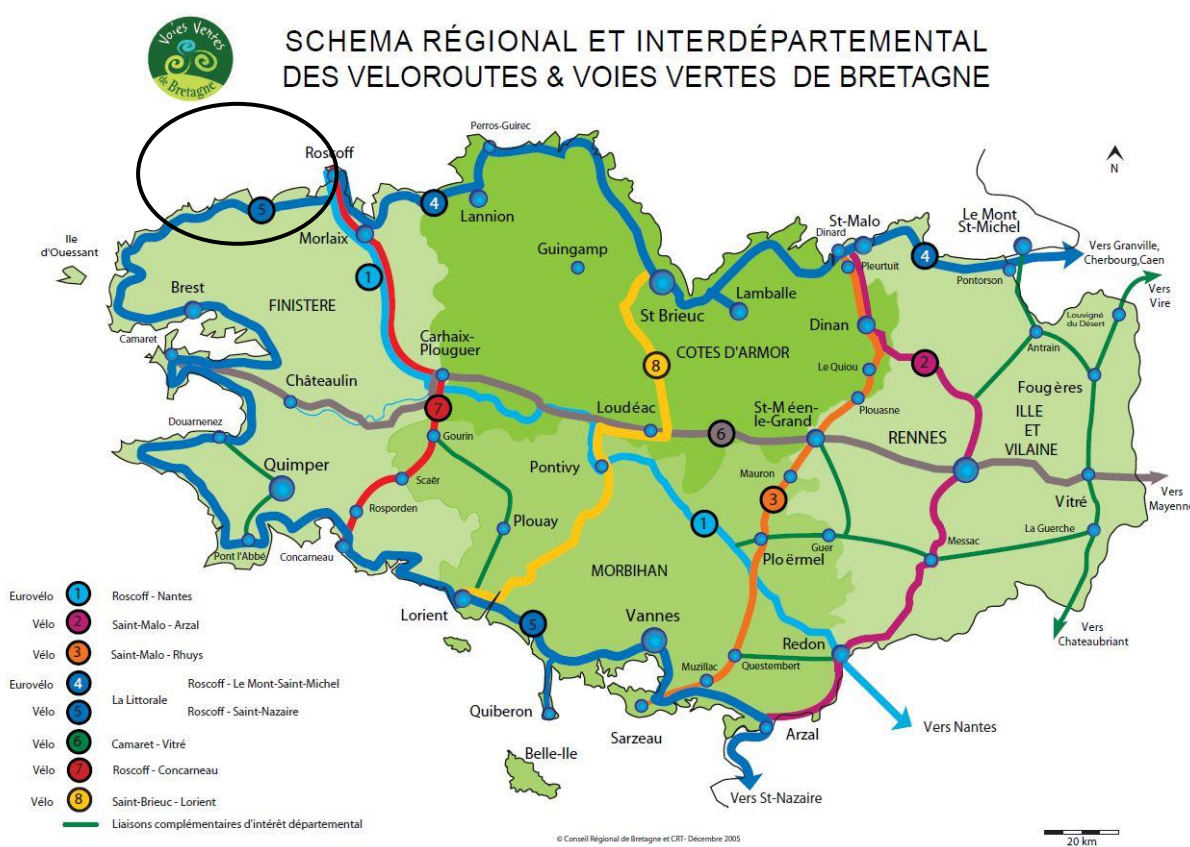 Voies Vertes
de Bretagne
SCHEMA RÉGIONAL ET INTERDÉPARTEMENTAL
DES VELOROUTES & VOIES VERTES DE BRETAGNE
Perros-Guirec
Roscoff
N
4
Lannion
5
St-Malo
Le Mont
St-Michel
Dinard
Morlaix
Ile
d'Ouessant
Guingamp
4
Vers Granville,
Cherbourg,Caen
Pleurtuit
Pontorson
1
Lamballe
Vers
Vire
Brest
FINISTERE
St Brieuc
Louvigné
du Désert
Dinan
Camaret
Carhaix-
Plouguer
COTES D'ARMOR
Antrain
8
2
Le Quiou
Châteaulin
Fougères
7
Loudéac
St-Méen-
le-Grand
Plouasne
ILLE
ET
VILAINE
Douarnenez
Gourin
6
RENNES
Quimper
Pontivy
Mauron
Scaër
Vitré
Vers
Mayenne
3
Rosporden
Plouay
1
La Guerche
Pont l'Abbé
Concarneau
Ploërmel
Guer
Messac
MORBIHAN
Lorient
5
Vannes
Vers
Chateaubriant
Redon
Muzillac
Questembert
Quiberon
Sarzeau
Arzal
Vers Nantes
Belle-Ile
Vers St-Nazaire
Eurovélo 1 Roscoff - Nantes
Vélo 2 Saint-Malo - Arzal
Vélo 3 Saint-Malo - Rhuys
Eurovélo 4 Roscoff - Le Mont-Saint-Michel
La Littorale
Vélo 5 Roscoff - Saint-Nazaire
Vélo 6 Camaret - Vitré
Vélo 7 Roscoff - Concarneau
Vélo 8 Saint-Brieuc - Lorient
Liaisons complémentaires d'intérêt départemental
© Conseil Régional de Bretagne et CRT- Décembre 2005
20 km